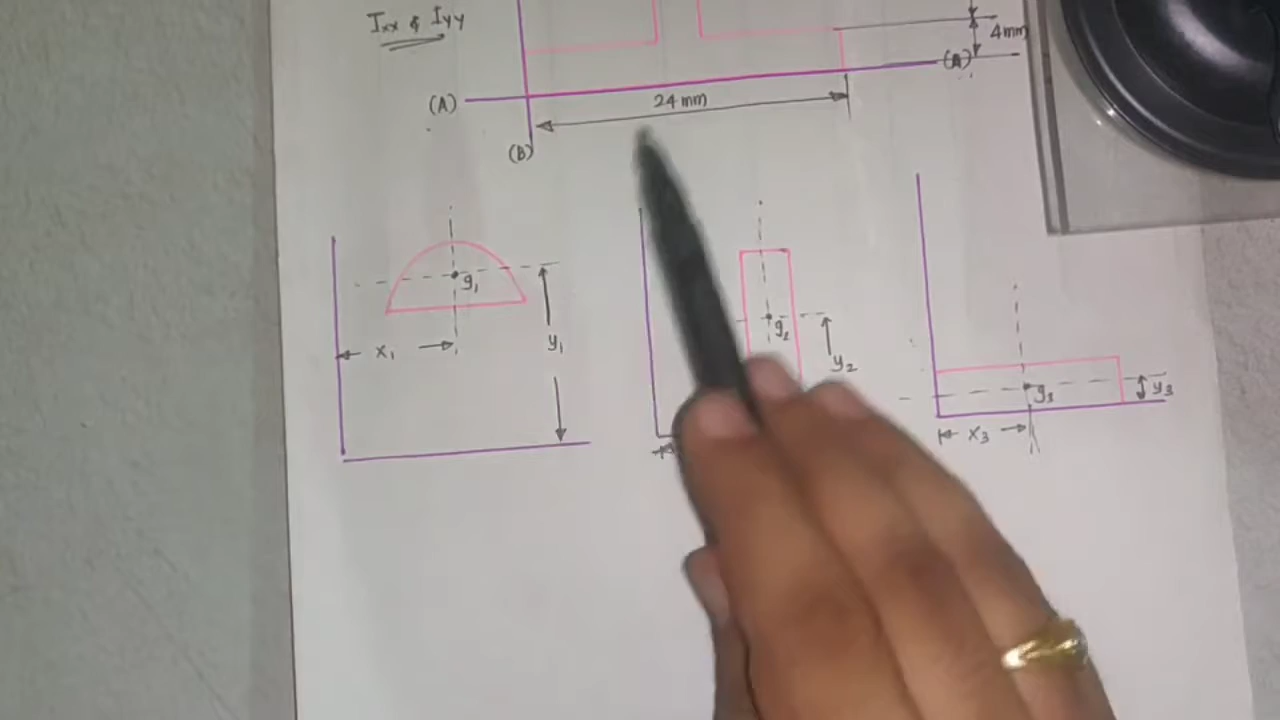 Ixx & Iyy
4mm
(A)
(A)
24 mm
(B)
g₁
x₁
y₁
g₂
y₂
g₃
y₃
x₃